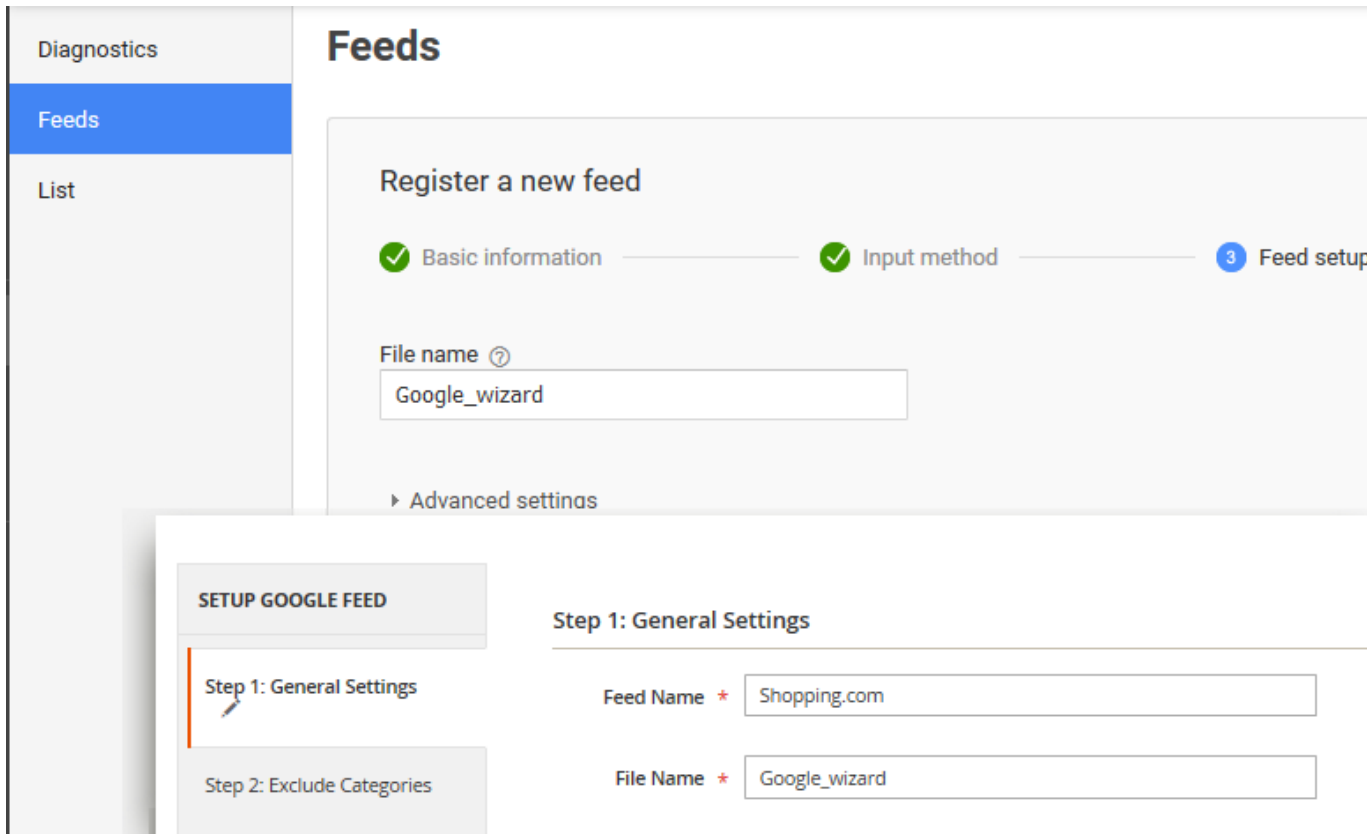 Diagnostics
Feeds
List
Feeds
Register a new feed
Basic information
Input method
3 Feed setup
File name ?
Google_wizard
Advanced settings
SETUP GOOGLE FEED
Step 1: General Settings
Step 2: Exclude Categories
Step 1: General Settings
Feed Name * Shopping.com
File Name * Google_wizard